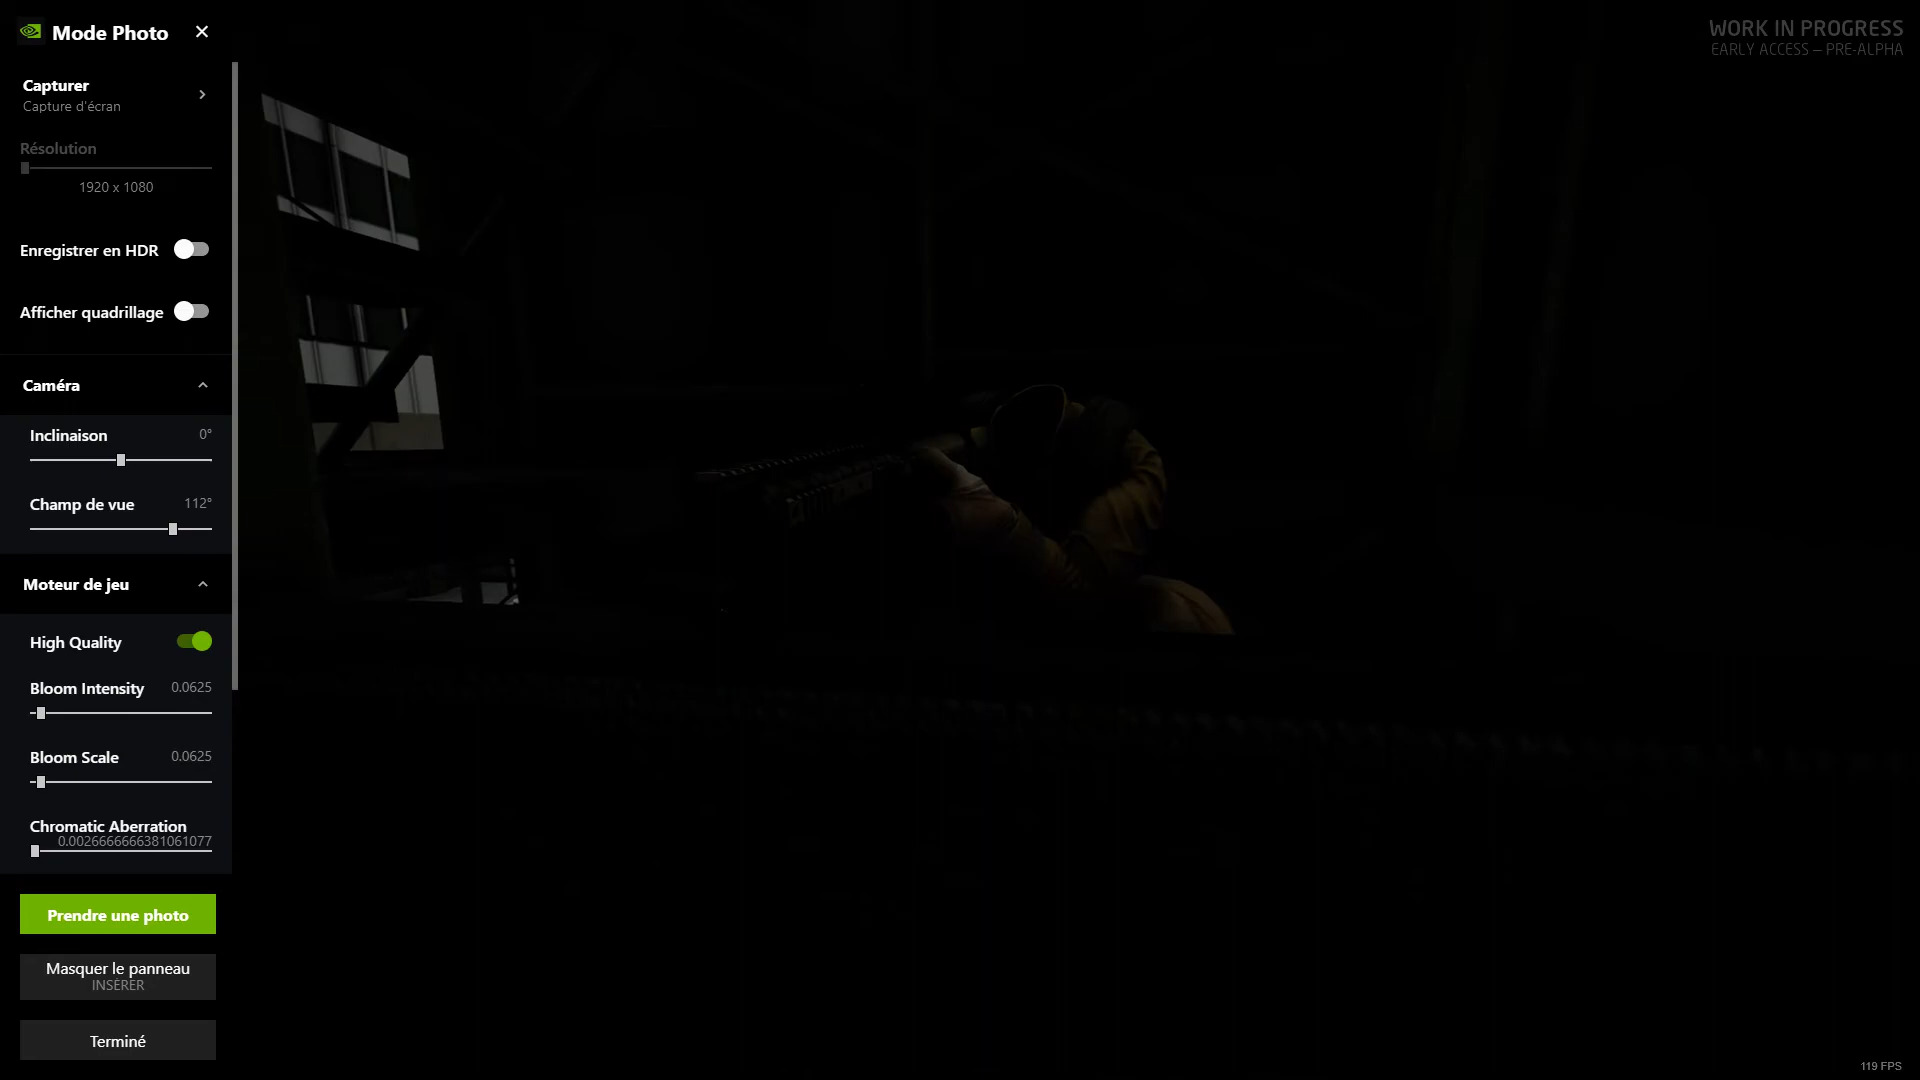 Mode Photo
WORK IN PROGRESS
EARLY ACCESS – PRE-ALPHA
Capturer
Capture d'écran
Résolution
1920 x 1080
Enregistrer en HDR
Afficher quadrillage
Caméra
Inclinaison 0°
Champ de vue 112°
Moteur de jeu
High Quality
Bloom Intensity 0.0625
Bloom Scale 0.0625
Chromatic Aberration
0.0026666666381061077
Prendre une photo
Masquer le panneau
INSÉRER
Terminé
119 FPS